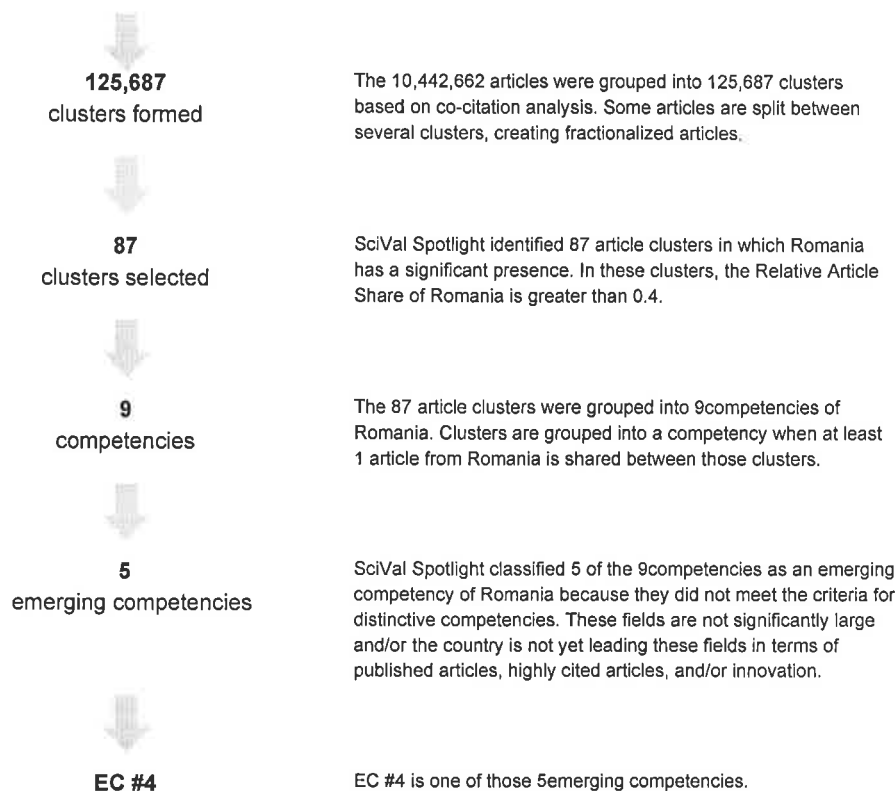 125,687
clusters formed
The 10,442,662 articles were grouped into 125,687 clusters
based on co-citation analysis. Some articles are split between
several clusters, creating fractionalized articles.
87
clusters selected
SciVal Spotlight identified 87 article clusters in which Romania
has a significant presence. In these clusters, the Relative Article
Share of Romania is greater than 0.4.
9
competencies
The 87 article clusters were grouped into 9competencies of
Romania. Clusters are grouped into a competency when at least
1 article from Romania is shared between those clusters.
5
emerging competencies
SciVal Spotlight classified 5 of the 9competencies as an emerging
competency of Romania because they did not meet the criteria for
distinctive competencies. These fields are not significantly large
and/or the country is not yet leading these fields in terms of
published articles, highly cited articles, and/or innovation.
EC #4
EC #4 is one of those 5emerging competencies.